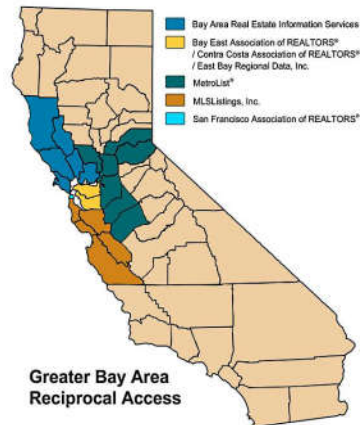 Bay Area Real Estate Information Services
Bay East Association of REALTORS®
/ Contra Costa Association of REALTORS®
/ East Bay Regional Data, Inc.
MetroList®
MLSListings, Inc.
San Francisco Association of REALTORS®
Greater Bay Area
Reciprocal Access